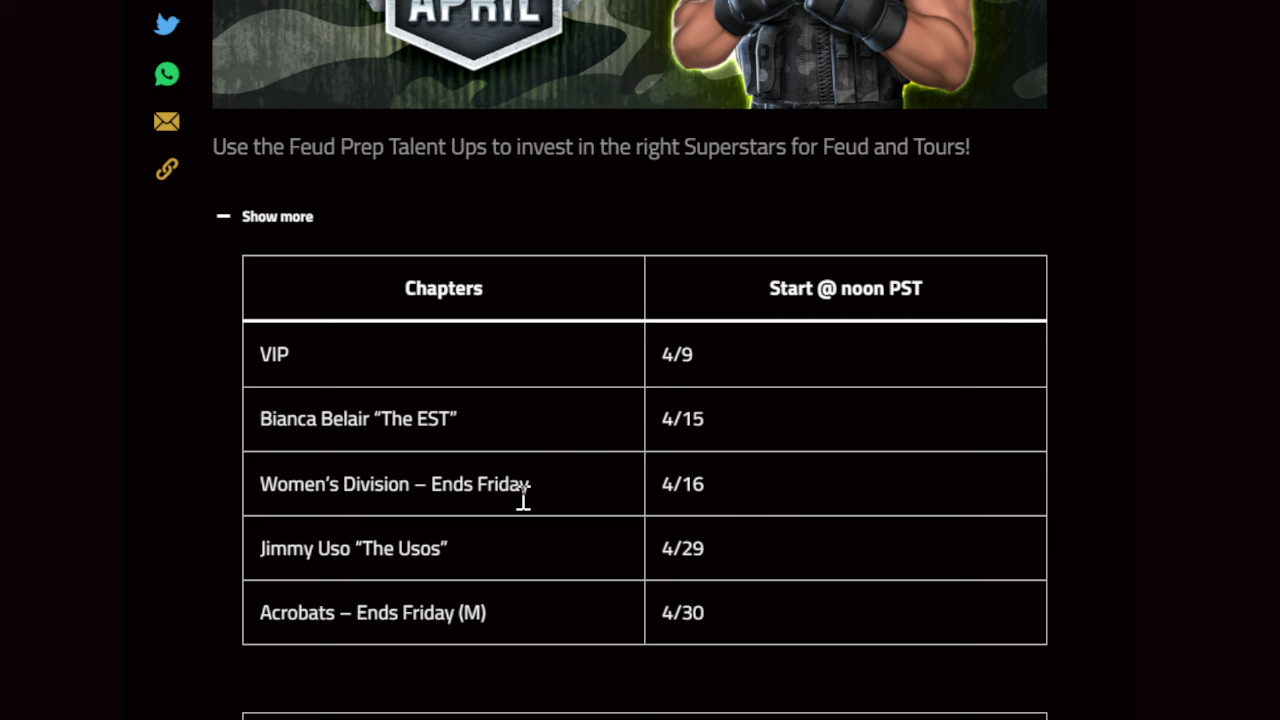 APRIL
Use the Feud Prep Talent Ups to invest in the right Superstars for Feud and Tours!
Show more
Chapters
Start @ noon PST
VIP
4/9
Bianca Belair “The EST”
4/15
Women’s Division – Ends Friday
4/16
Jimmy Uso “The Usos”
4/29
Acrobats – Ends Friday (M)
4/30